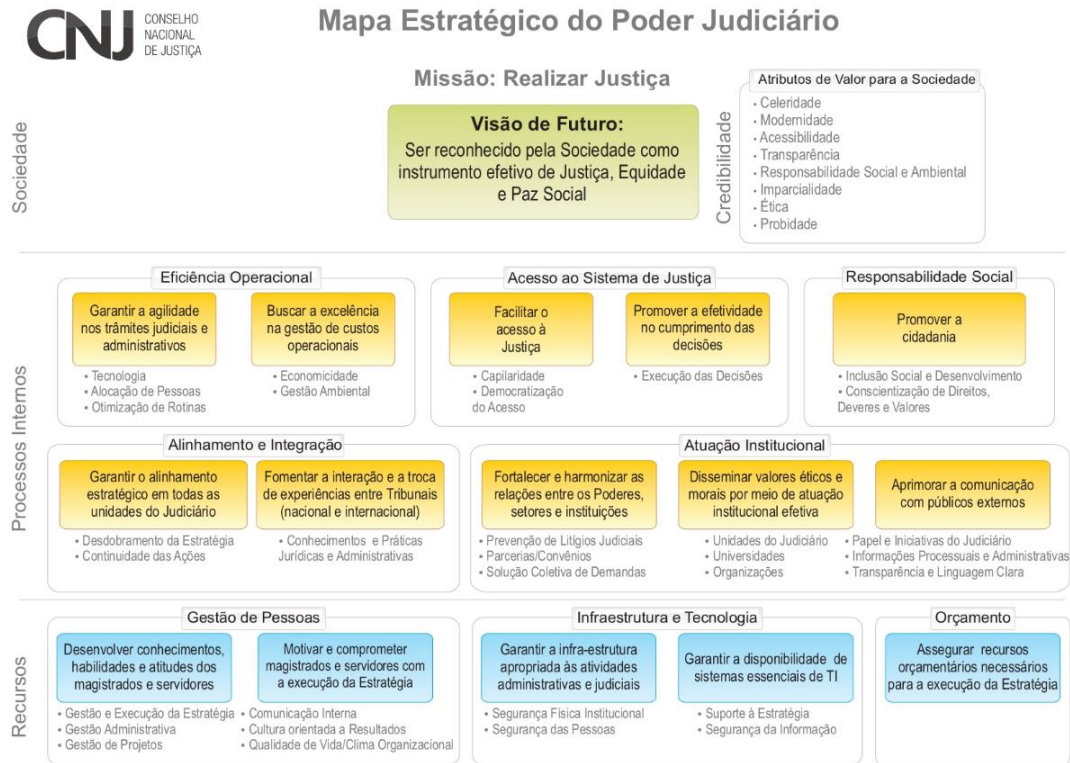 CNJ
CONSELHO
NACIONAL
DE JUSTIÇA
Mapa Estratégico do Poder Judiciário
Missão: Realizar Justiça
Sociedade
Visão de Futuro:
Ser reconhecido pela Sociedade como
instrumento efetivo de Justiça, Equidade
e Paz Social
Credibilidade
Atributos de Valor para a Sociedade
• Celeridade
• Modernidade
• Acessibilidade
• Transparência
• Responsabilidade Social e Ambiental
• Imparcialidade
• Ética
• Probidade
Processos Internos
Eficiência Operacional
Garantir a agilidade
nos trâmites judiciais e
administrativos
• Tecnologia
• Alocação de Pessoas
• Otimização de Rotinas
Buscar a excelência
na gestão de custos
operacionais
• Economicidade
• Gestão Ambiental
Acesso ao Sistema de Justiça
Facilitar o
acesso à
Justiça
• Capilaridade
• Democratização
do Acesso
Promover a efetividade
no cumprimento das
decisões
• Execução das Decisões
Responsabilidade Social
Promover a
cidadania
• Inclusão Social e Desenvolvimento
• Conscientização de Direitos,
Deveres e Valores
Alinhamento e Integração
Garantir o alinhamento
estratégico em todas as
unidades do Judiciário
• Desdobramento da Estratégia
• Continuidade das Ações
Fomentar a interação e a troca
de experiências entre Tribunais
(nacional e internacional)
• Conhecimentos e Práticas
Jurídicas e Administrativas
Atuação Institucional
Fortalecer e harmonizar as
relações entre os Poderes,
setores e instituições
• Prevenção de Litígios Judiciais
• Parcerias/Convênios
• Solução Coletiva de Demandas
Disseminar valores éticos e
morais por meio de atuação
institucional efetiva
• Unidades do Judiciário
• Universidades
• Organizações
Aprimorar a comunicação
com públicos externos
• Papel e Iniciativas do Judiciário
• Informações Processuais e Administrativas
• Transparência e Linguagem Clara
Recursos
Gestão de Pessoas
Desenvolver conhecimentos,
habilidades e atitudes dos
magistrados e servidores
• Gestão e Execução da Estratégia
• Gestão Administrativa
• Gestão de Projetos
Motivar e comprometer
magistrados e servidores com
a execução da Estratégia
• Comunicação Interna
• Cultura orientada a Resultados
• Qualidade de Vida/Clima Organizacional
Infraestrutura e Tecnologia
Garantir a infra-estrutura
apropriada às atividades
administrativas e judiciais
• Segurança Física Institucional
• Segurança das Pessoas
Garantir a disponibilidade de
sistemas essenciais de TI
• Suporte à Estratégia
• Segurança da Informação
Orçamento
Assegurar recursos
orçamentários necessários
para a execução da Estratégia